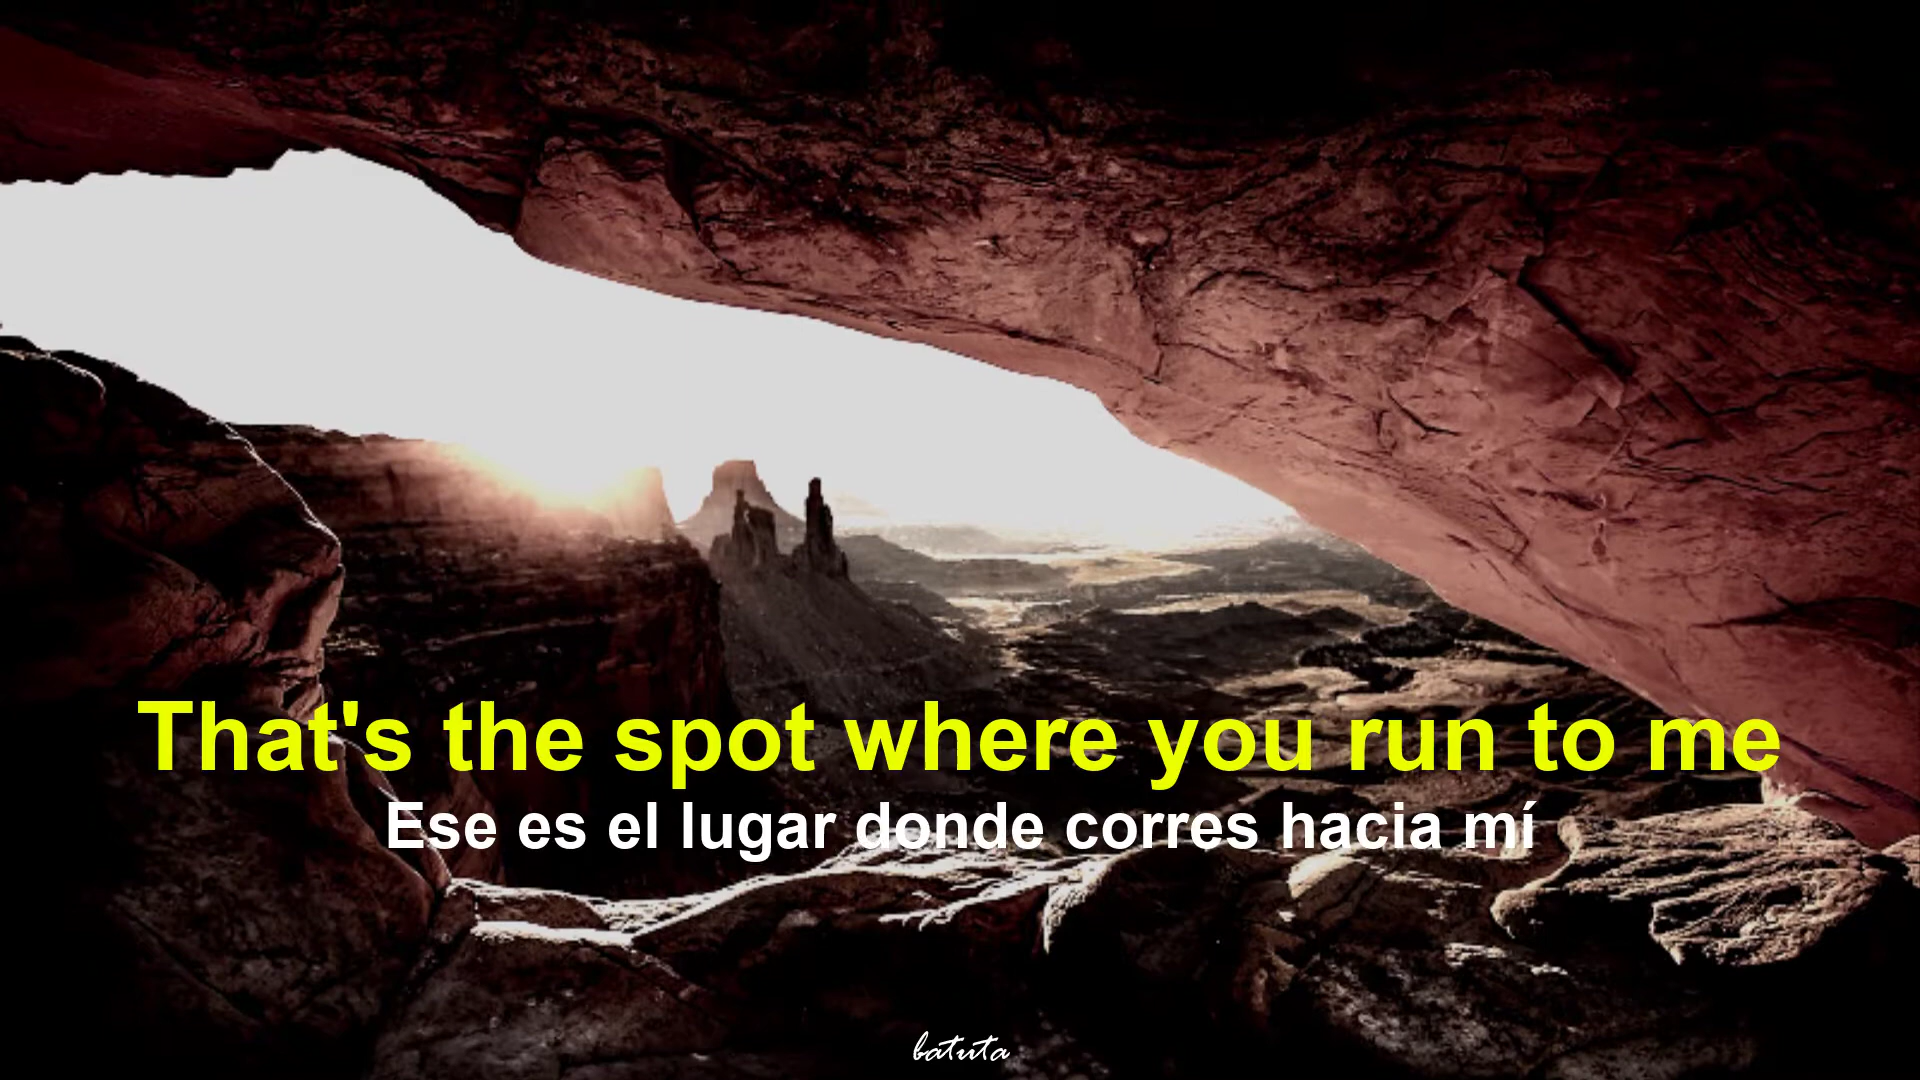 That's the spot where you run to me
Ese es el lugar donde corres hacia mí
batuta